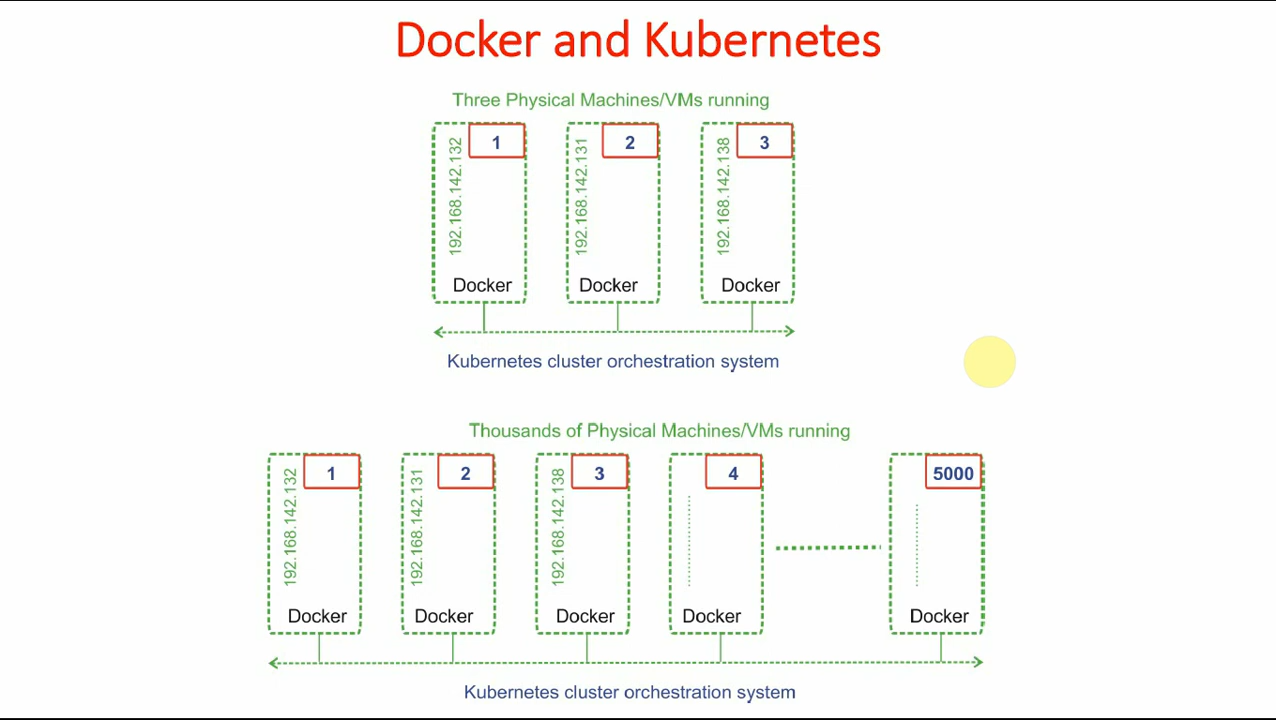 Docker and Kubernetes
Three Physical Machines/VMs running
1
2
3
192.168.142.132
192.168.142.131
192.168.142.138
Docker
Docker
Docker
Kubernetes cluster orchestration system
Thousands of Physical Machines/VMs running
1
2
3
4
5000
192.168.142.132
192.168.142.131
192.168.142.138
Docker
Docker
Docker
Docker
Docker
Kubernetes cluster orchestration system